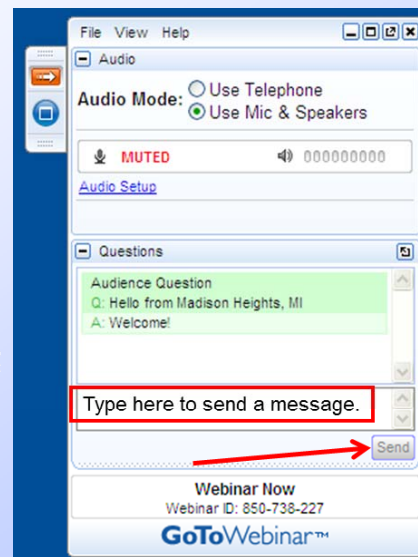 File View Help
Audio
Audio Mode: Use Telephone
Use Mic & Speakers
MUTED 000000000
Audio Setup
Questions
Audience Question
Q: Hello from Madison Heights, MI
A: Welcome!
Type here to send a message.
Send
Webinar Now
Webinar ID: 850-738-227
GoToWebinar™